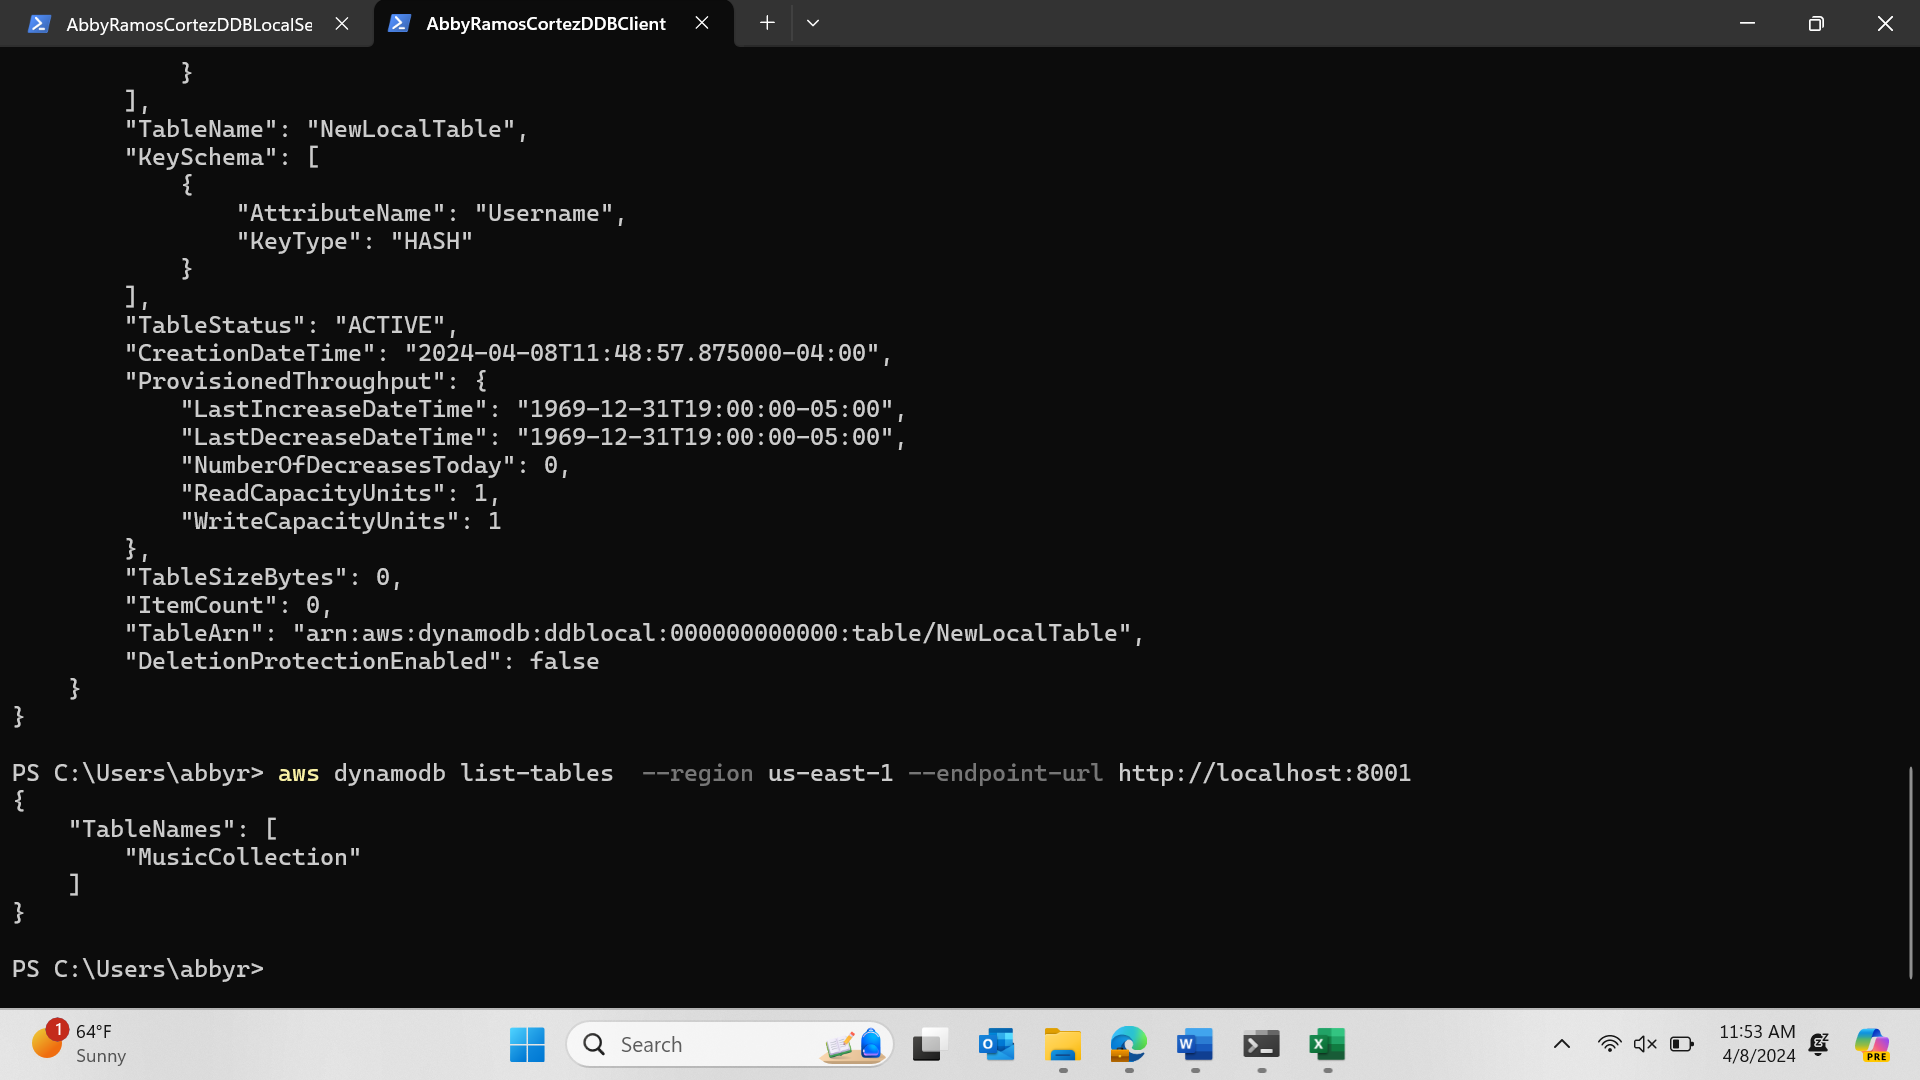 AbbyRamosCortezDDBLocalSe
AbbyRamosCortezDDBClient
            }
        ],
        "TableName": "NewLocalTable",
        "KeySchema": [
            {
                "AttributeName": "Username",
                "KeyType": "HASH"
            }
        ],
        "TableStatus": "ACTIVE",
        "CreationDateTime": "2024-04-08T11:48:57.875000-04:00",
        "ProvisionedThroughput": {
            "LastIncreaseDateTime": "1969-12-31T19:00:00-05:00",
            "LastDecreaseDateTime": "1969-12-31T19:00:00-05:00",
            "NumberOfDecreasesToday": 0,
            "ReadCapacityUnits": 1,
            "WriteCapacityUnits": 1
        },
        "TableSizeBytes": 0,
        "ItemCount": 0,
        "TableArn": "arn:aws:dynamodb:ddblocal:000000000000:table/NewLocalTable",
        "DeletionProtectionEnabled": false
    }
}
PS C:\Users\abbyr> aws dynamodb list-tables  --region us-east-1 --endpoint-url http://localhost:8001
{
    "TableNames": [
        "MusicCollection"
    ]
}
PS C:\Users\abbyr>
1
64°F
Sunny
Search
11:53 AM
4/8/2024
PRE